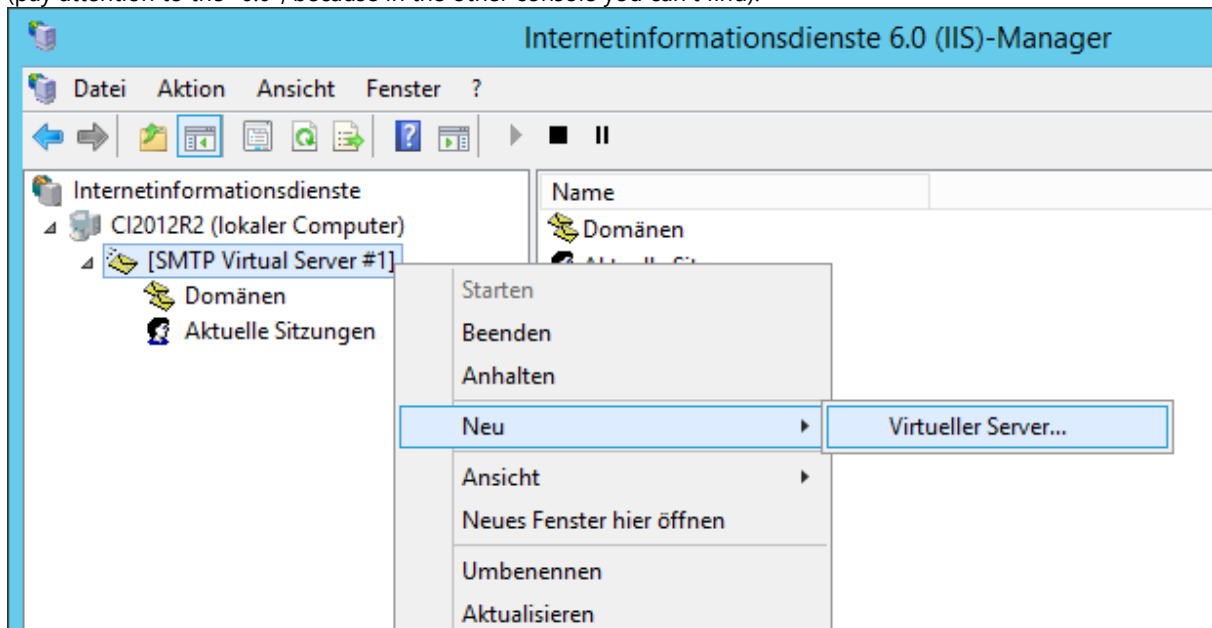 (pay attention to the "6.0", because in the other console you can't find):
Internetinformationsdienste 6.0 (IIS)-Manager
Datei Aktion Ansicht Fenster ?
Internetinformationsdienste
CI2012R2 (lokaler Computer)
[SMTP Virtual Server #1]
Domänen
Aktuelle Sitzungen
Name
Domänen
Starten
Beenden
Anhalten
Neu
Virtueller Server...
Ansicht
Neues Fenster hier öffnen
Umbenennen
Aktualisieren